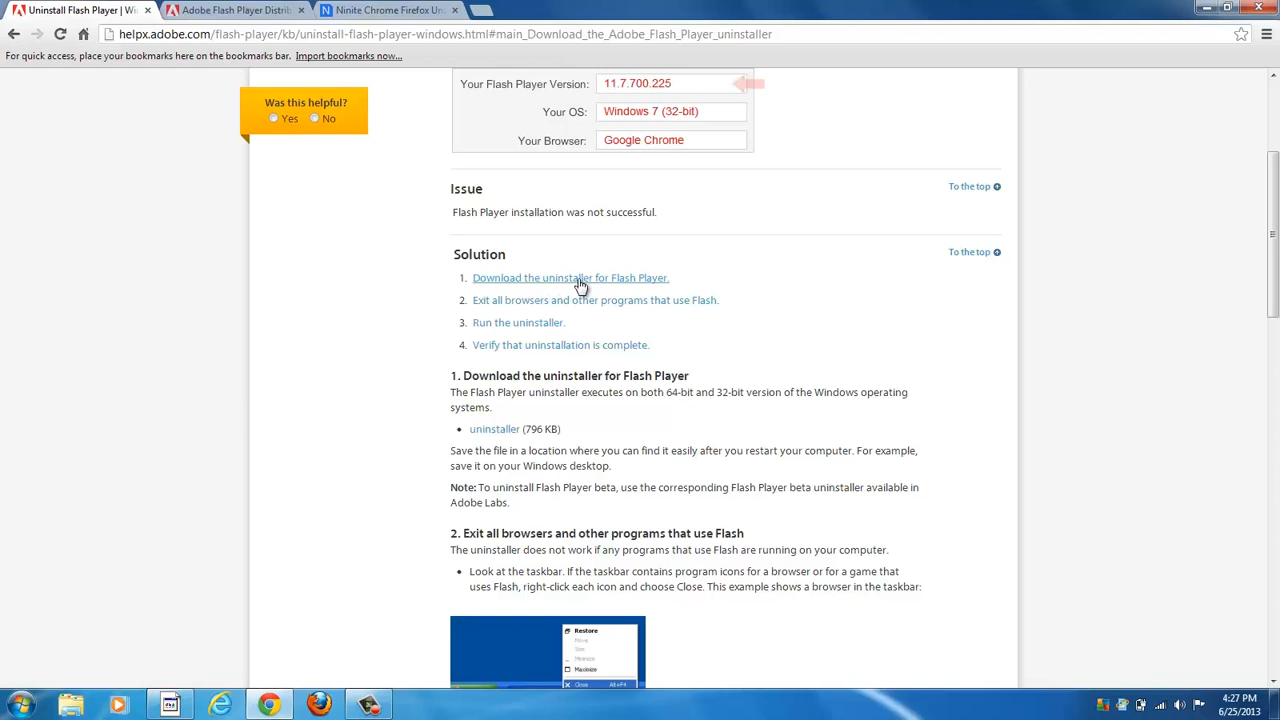 Uninstall Flash Player | Win
Adobe Flash Player Distrib
Ninite Chrome Firefox Un
helpx.adobe.com/flash-player/kb/uninstall-flash-player-windows.html#main_Download_the_Adobe_Flash_Player_uninstaller
For quick access, place your bookmarks here on the bookmarks bar. Import bookmarks now...
Was this helpful?
Yes No
Your Flash Player Version: 11.7.700.225
Your OS: Windows 7 (32-bit)
Your Browser: Google Chrome
Issue
To the top
Flash Player installation was not successful.
Solution
To the top
1. Download the uninstaller for Flash Player.
2. Exit all browsers and other programs that use Flash.
3. Run the uninstaller.
4. Verify that uninstallation is complete.
1. Download the uninstaller for Flash Player
The Flash Player uninstaller executes on both 64-bit and 32-bit version of the Windows operating
systems.
• uninstaller (796 KB)
Save the file in a location where you can find it easily after you restart your computer. For example,
save it on your Windows desktop.
Note: To uninstall Flash Player beta, use the corresponding Flash Player beta uninstaller available in
Adobe Labs.
2. Exit all browsers and other programs that use Flash
The uninstaller does not work if any programs that use Flash are running on your computer.
• Look at the taskbar. If the taskbar contains program icons for a browser or for a game that
uses Flash, right-click each icon and choose Close. This example shows a browser in the taskbar:
Restore
Move
Size
Minimize
Maximize
Close Alt+F4
4:27 PM
6/25/2013